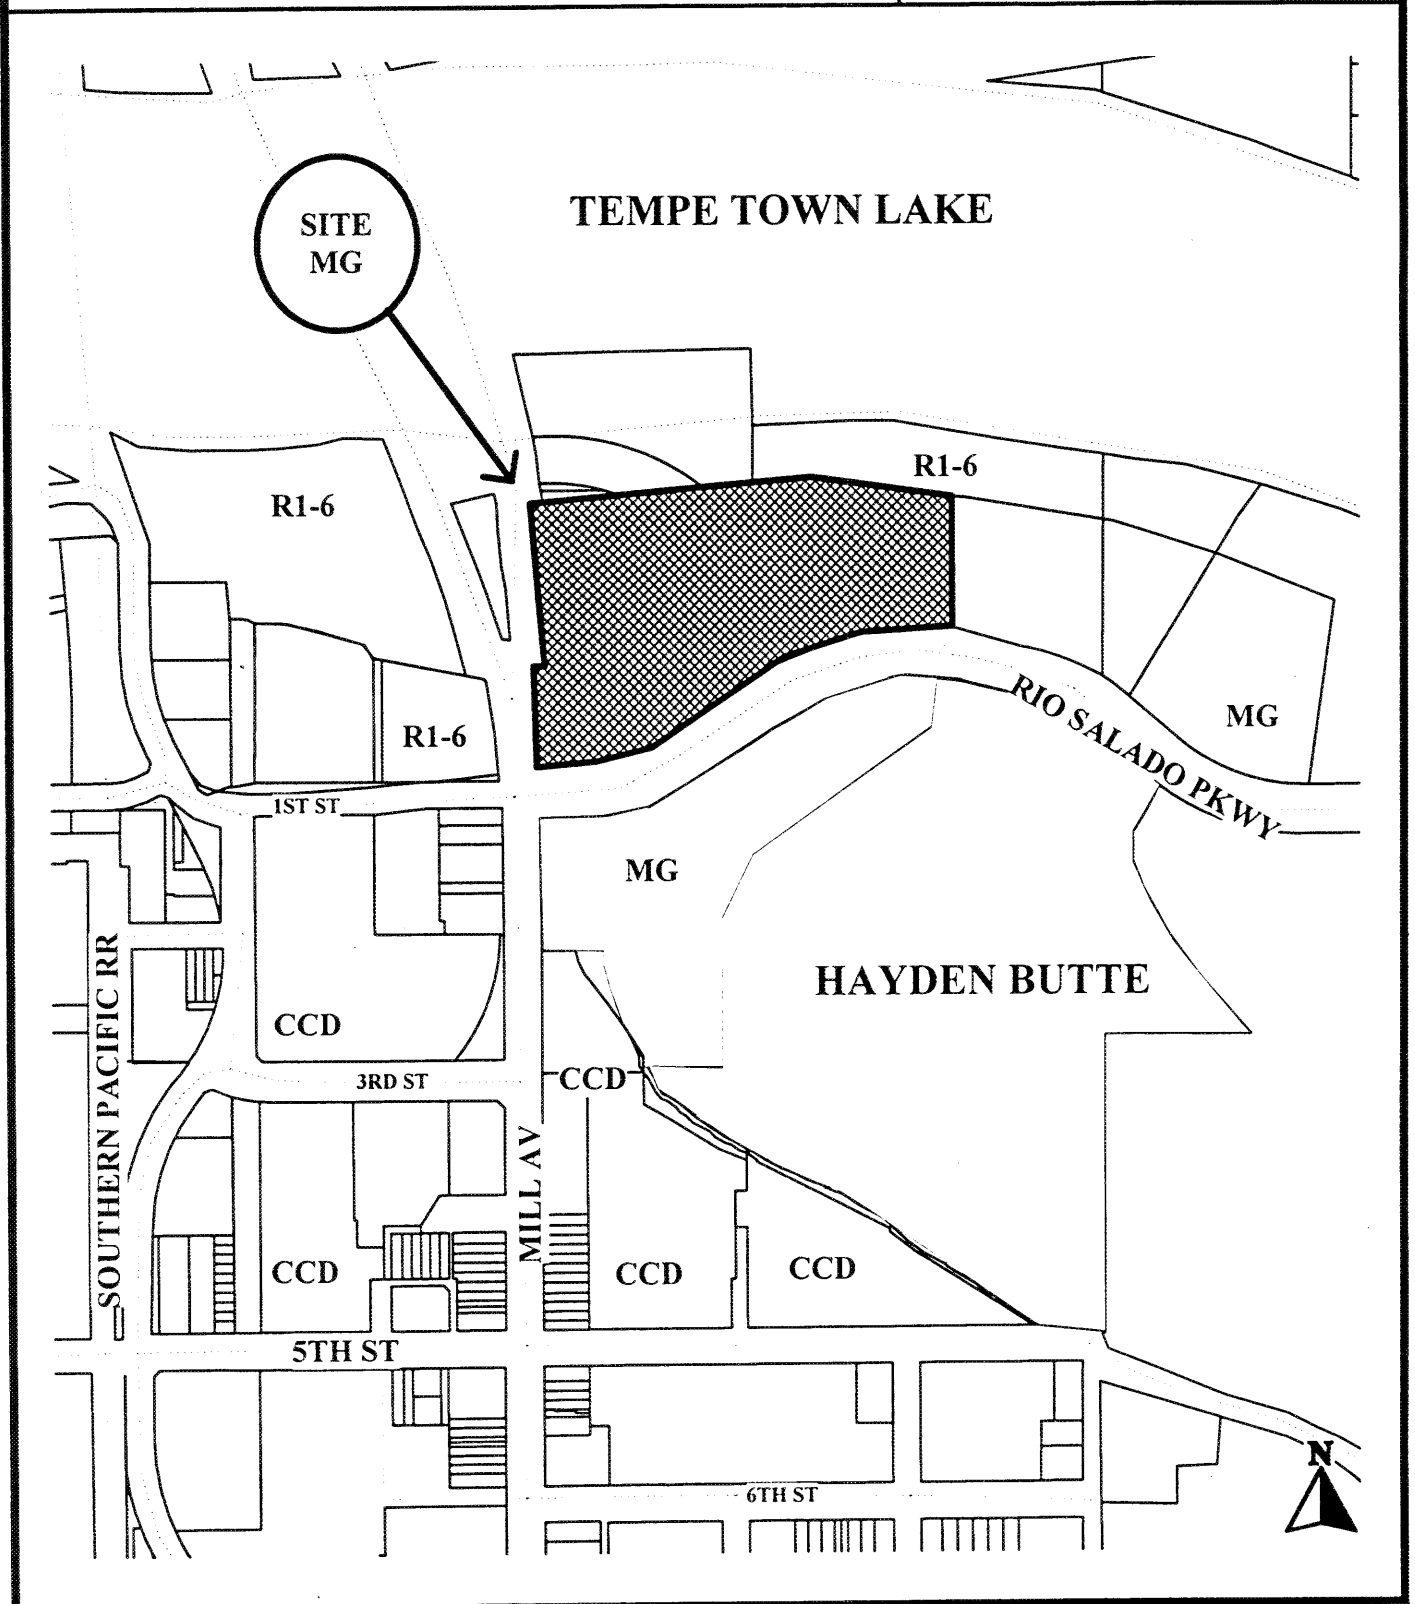 TEMPE TOWN LAKE
SITE
MG
R1-6
R1-6
R1-6
RIO SALADO PKWY
MG
1ST ST
MG
HAYDEN BUTTE
SOUTHERN PACIFIC RR
CCD
3RD ST
CCD
MILL AV
CCD
CCD
CCD
5TH ST
N
6TH ST